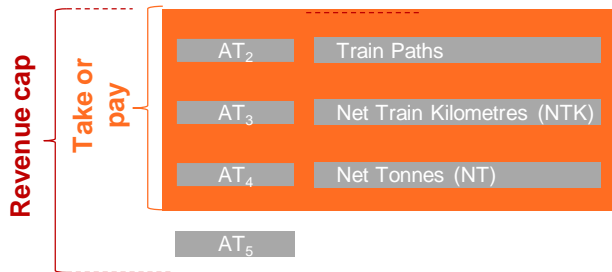 Revenue cap
Take or
pay
AT₂ Train Paths
AT₃ Net Train Kilometres (NTK)
AT₄ Net Tonnes (NT)
AT₅